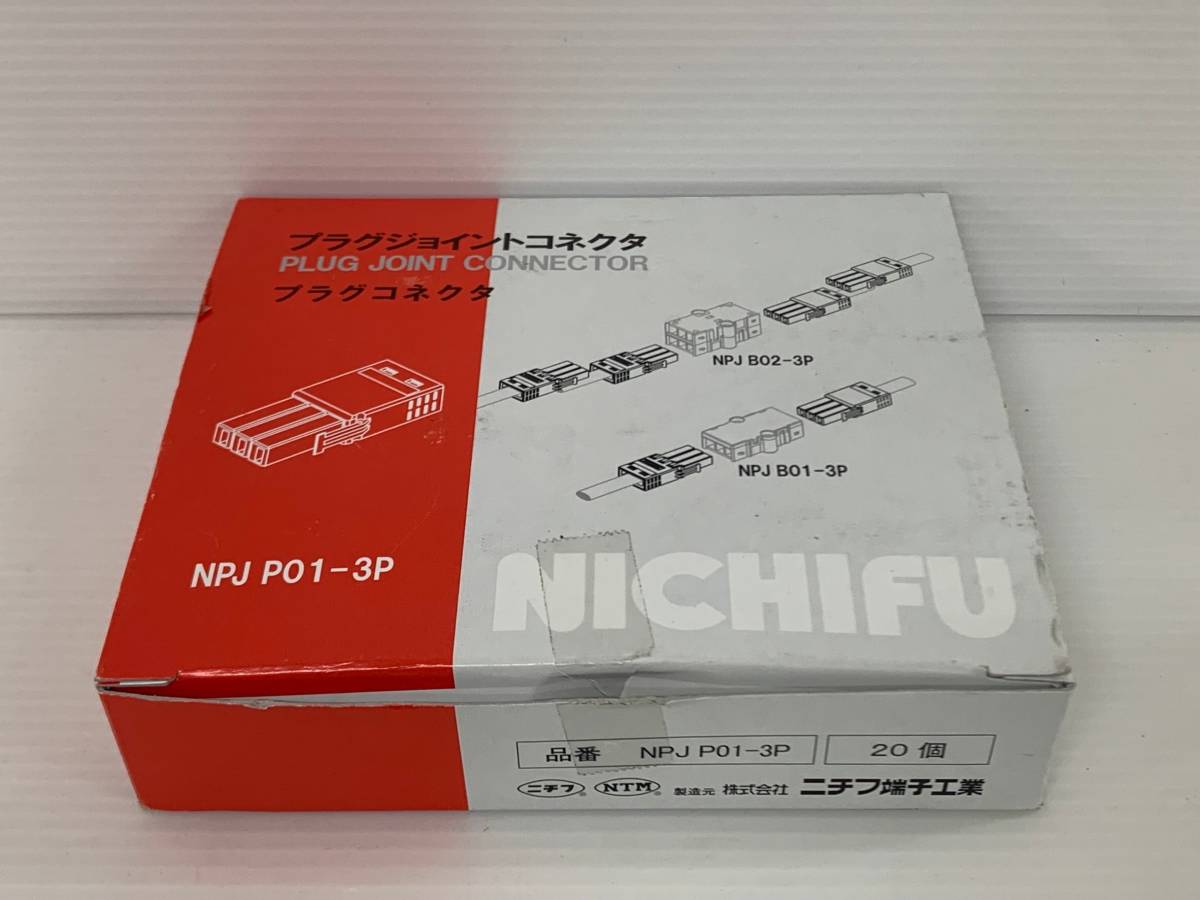 プラグジョイントコネクタ
PLUG JOINT CONNECTOR
プラグコネクタ
NPJ B02-3P
NPJ B01-3P
NPJ P01-3P
NICHIFU
品番 NPJ P01-3P 20個
ニチフ® NTM® 製造元 株式会社 ニチフ端子工業